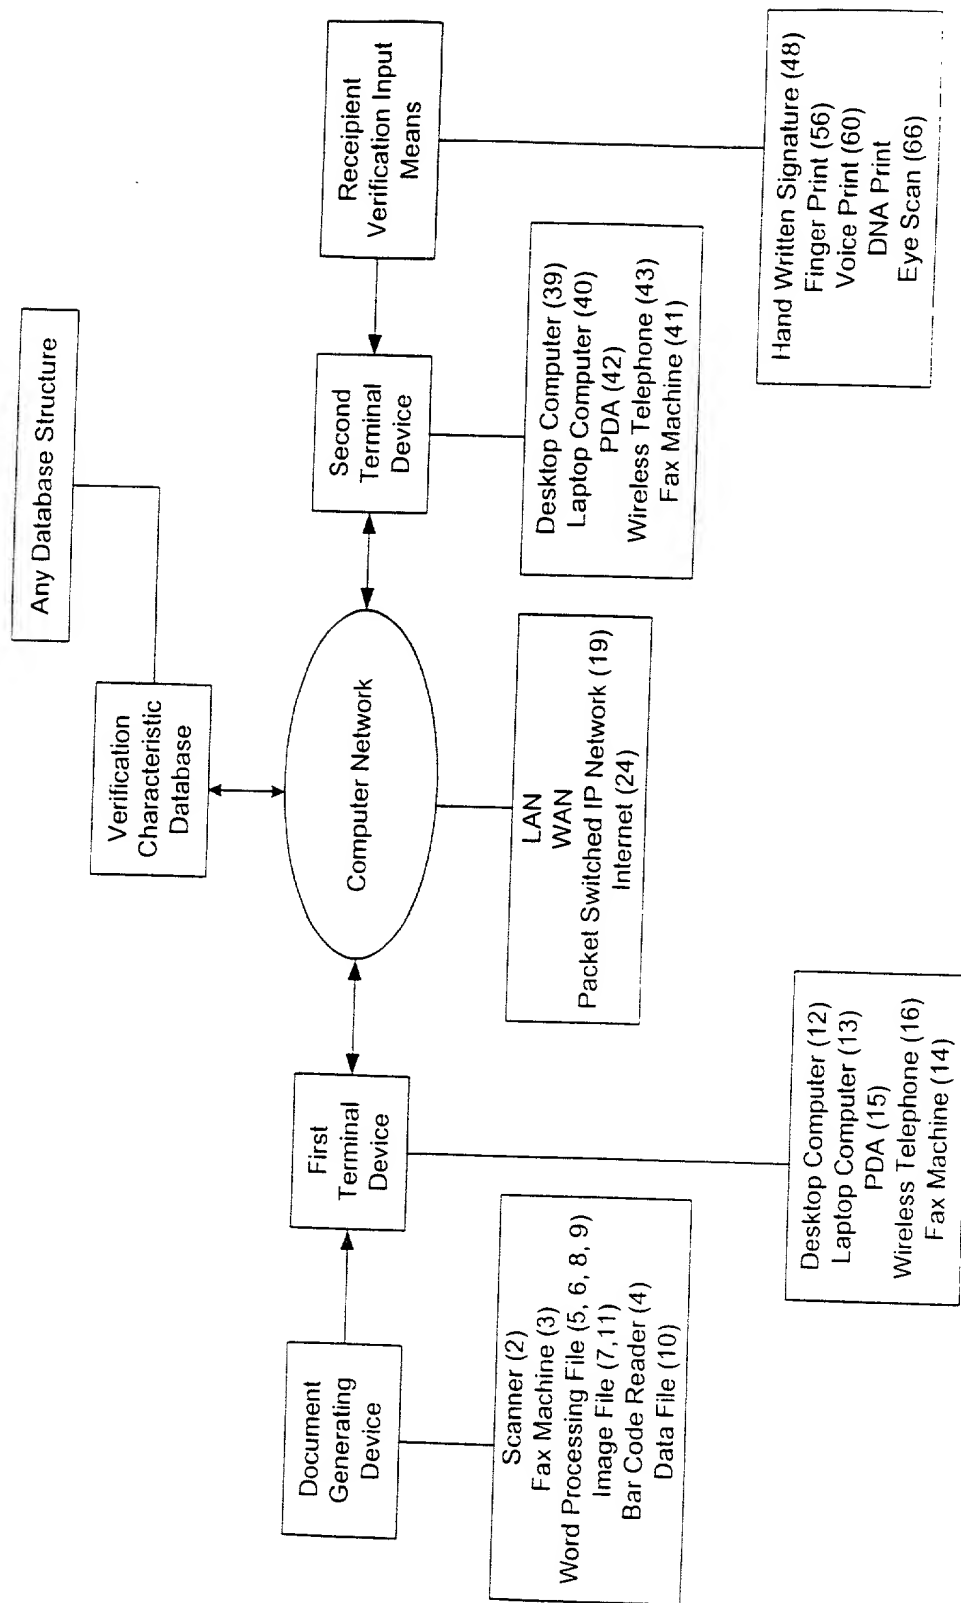 Any Database Structure
Verification
Characteristic
Database
Document
Generating
Device
First
Terminal
Device
Computer Network
Second
Terminal
Device
Receipient
Verification Input
Means
Scanner (2)
Fax Machine (3)
Word Processing File (5, 6, 8, 9)
Image File (7,11)
Bar Code Reader (4)
Data File (10)
Desktop Computer (12)
Laptop Computer (13)
PDA (15)
Wireless Telephone (16)
Fax Machine (14)
LAN
WAN
Packet Switched IP Network (19)
Internet (24)
Desktop Computer (39)
Laptop Computer (40)
PDA (42)
Wireless Telephone (43)
Fax Machine (41)
Hand Written Signature (48)
Finger Print (56)
Voice Print (60)
DNA Print
Eye Scan (66)